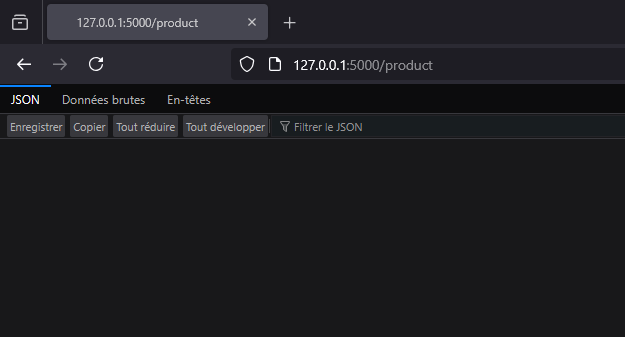 127.0.0.1:5000/product
127.0.0.1:5000/product
JSON Données brutes En-têtes
Enregistrer Copier Tout réduire Tout développer Filtrer le JSON